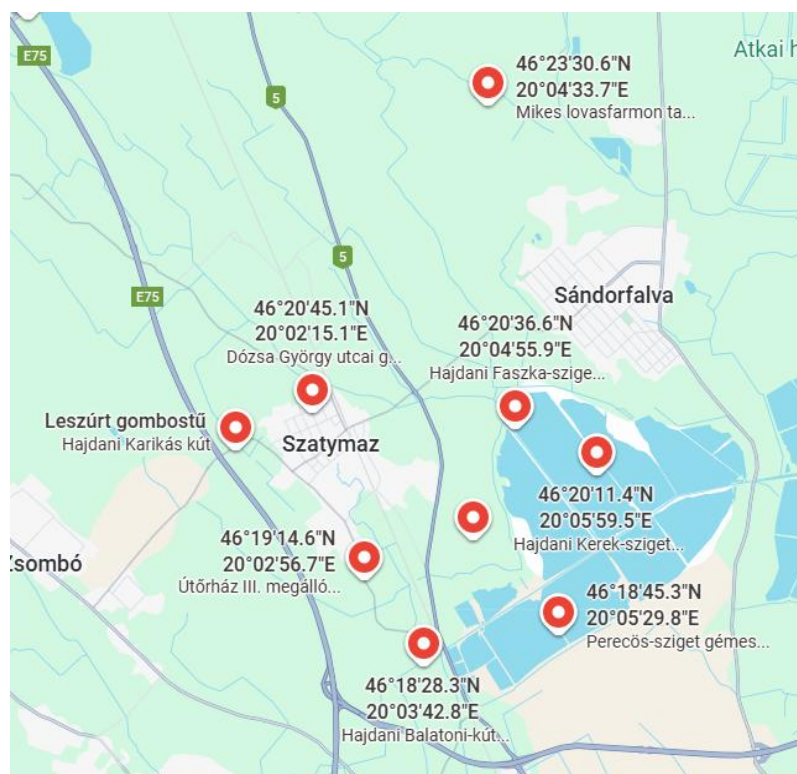 E75
Atkai h
46°23'30.6"N
20°04'33.7"E
Mikes lovasfarmon ta...
5
5
E75
Sándorfalva
46°20'45.1"N
20°02'15.1"E
Dózsa György utcai g...
46°20'36.6"N
20°04'55.9"E
Hajdani Faszka-szige...
Leszúrt gombostű
Hajdani Karikás kút
Szatymaz
46°20'11.4"N
20°05'59.5"E
Hajdani Kerek-sziget...
46°19'14.6"N
20°02'56.7"E
Útőrház III. megálló...
Zsombó
46°18'45.3"N
20°05'29.8"E
Perecös-sziget gémes...
46°18'28.3"N
20°03'42.8"E
Hajdani Balatoni-kút...